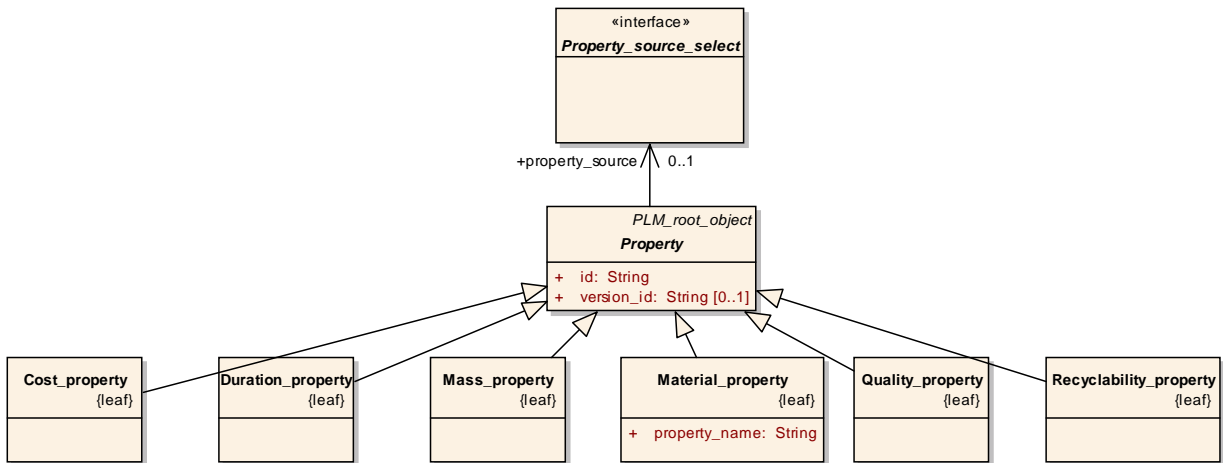 «interface»
Property_source_select
+property_source 0..1
PLM_root_object
Property
+ id: String
+ version_id: String [0..1]
Cost_property
{leaf}
Duration_property
{leaf}
Mass_property
{leaf}
Material_property
{leaf}
+ property_name: String
Quality_property
{leaf}
Recyclability_property
{leaf}